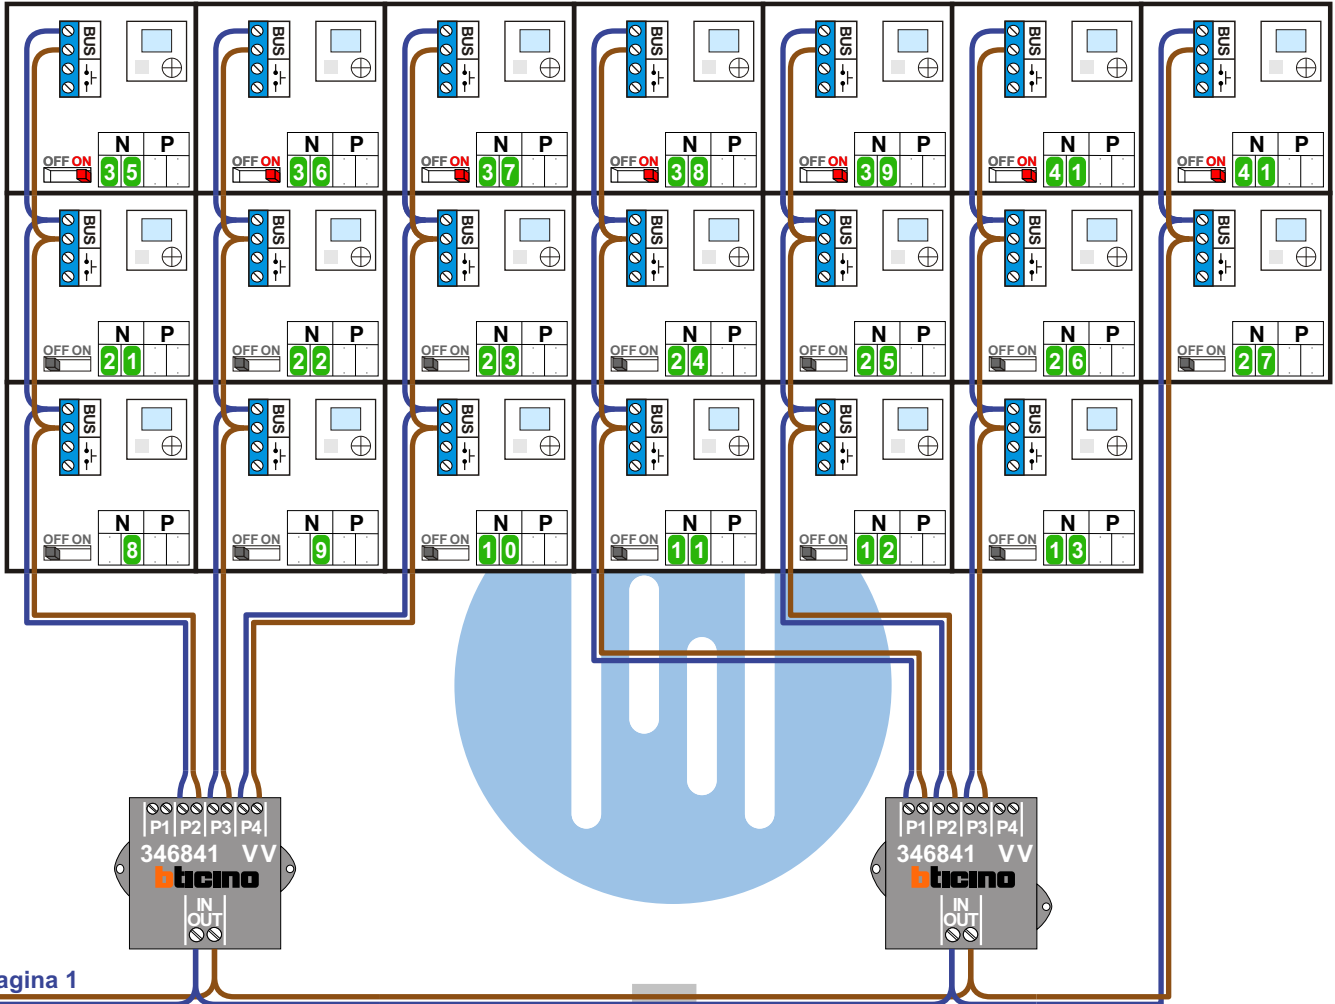 BUS BUS BUS BUS BUS BUS BUS
N P N P N P N P N P N P N P
OFF ON 3 5 OFF ON 3 6 OFF ON 3 7 OFF ON 3 8 OFF ON 3 9 OFF ON 4 1 OFF ON 4 1
BUS BUS BUS BUS BUS BUS BUS
N P N P N P N P N P N P N P
OFF ON 2 1 OFF ON 2 2 OFF ON 2 3 OFF ON 2 4 OFF ON 2 5 OFF ON 2 6 OFF ON 2 7
BUS BUS BUS BUS BUS BUS
N P N P N P N P N P N P
OFF ON 8 OFF ON 9 OFF ON 1 0 OFF ON 1 1 OFF ON 1 2 OFF ON 1 3
P1 P2 P3 P4 P1 P2 P3 P4
346841 VV 346841 VV
bticino bticino
IN IN
OUT OUT
agina 1